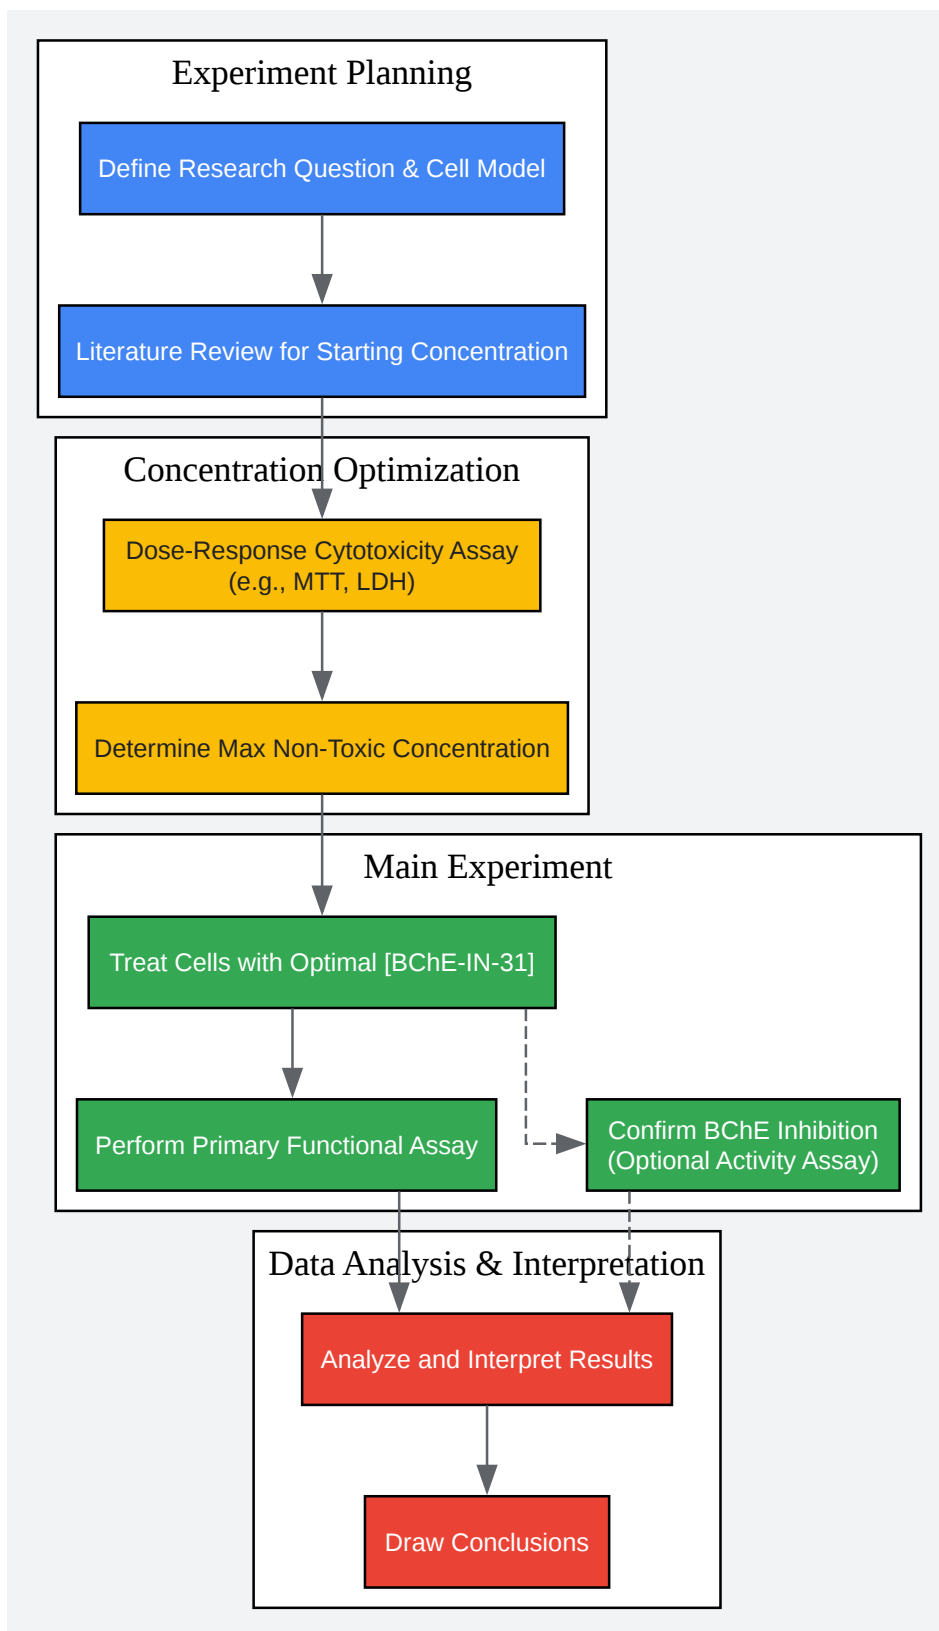 Experiment Planning
Define Research Question & Cell Model
Literature Review for Starting Concentration
Concentration Optimization
Dose-Response Cytotoxicity Assay
(e.g., MTT, LDH)
Determine Max Non-Toxic Concentration
Main Experiment
Treat Cells with Optimal [BChE-IN-31]
Perform Primary Functional Assay
Confirm BChE Inhibition
(Optional Activity Assay)
Data Analysis & Interpretation
Analyze and Interpret Results
Draw Conclusions